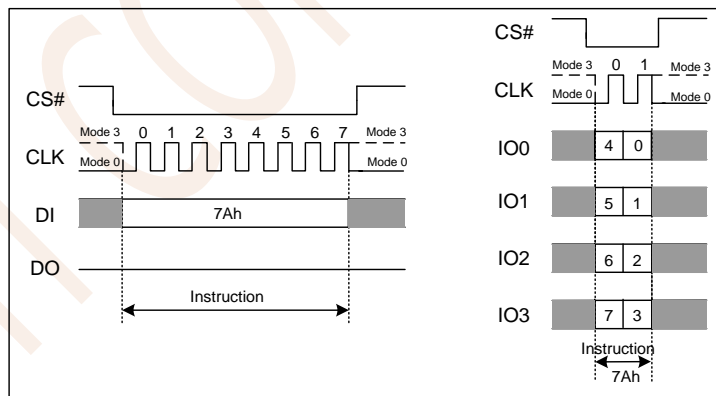 CS#
Mode 3 0 1 2 3 4 5 6 7 Mode 3
CLK
Mode 0 Mode 0
DI 7Ah
DO
Instruction
CS#
Mode 3 0 1 Mode 3
CLK
Mode 0 Mode 0
IO0 4 0
IO1 5 1
IO2 6 2
IO3 7 3
Instruction
7Ah